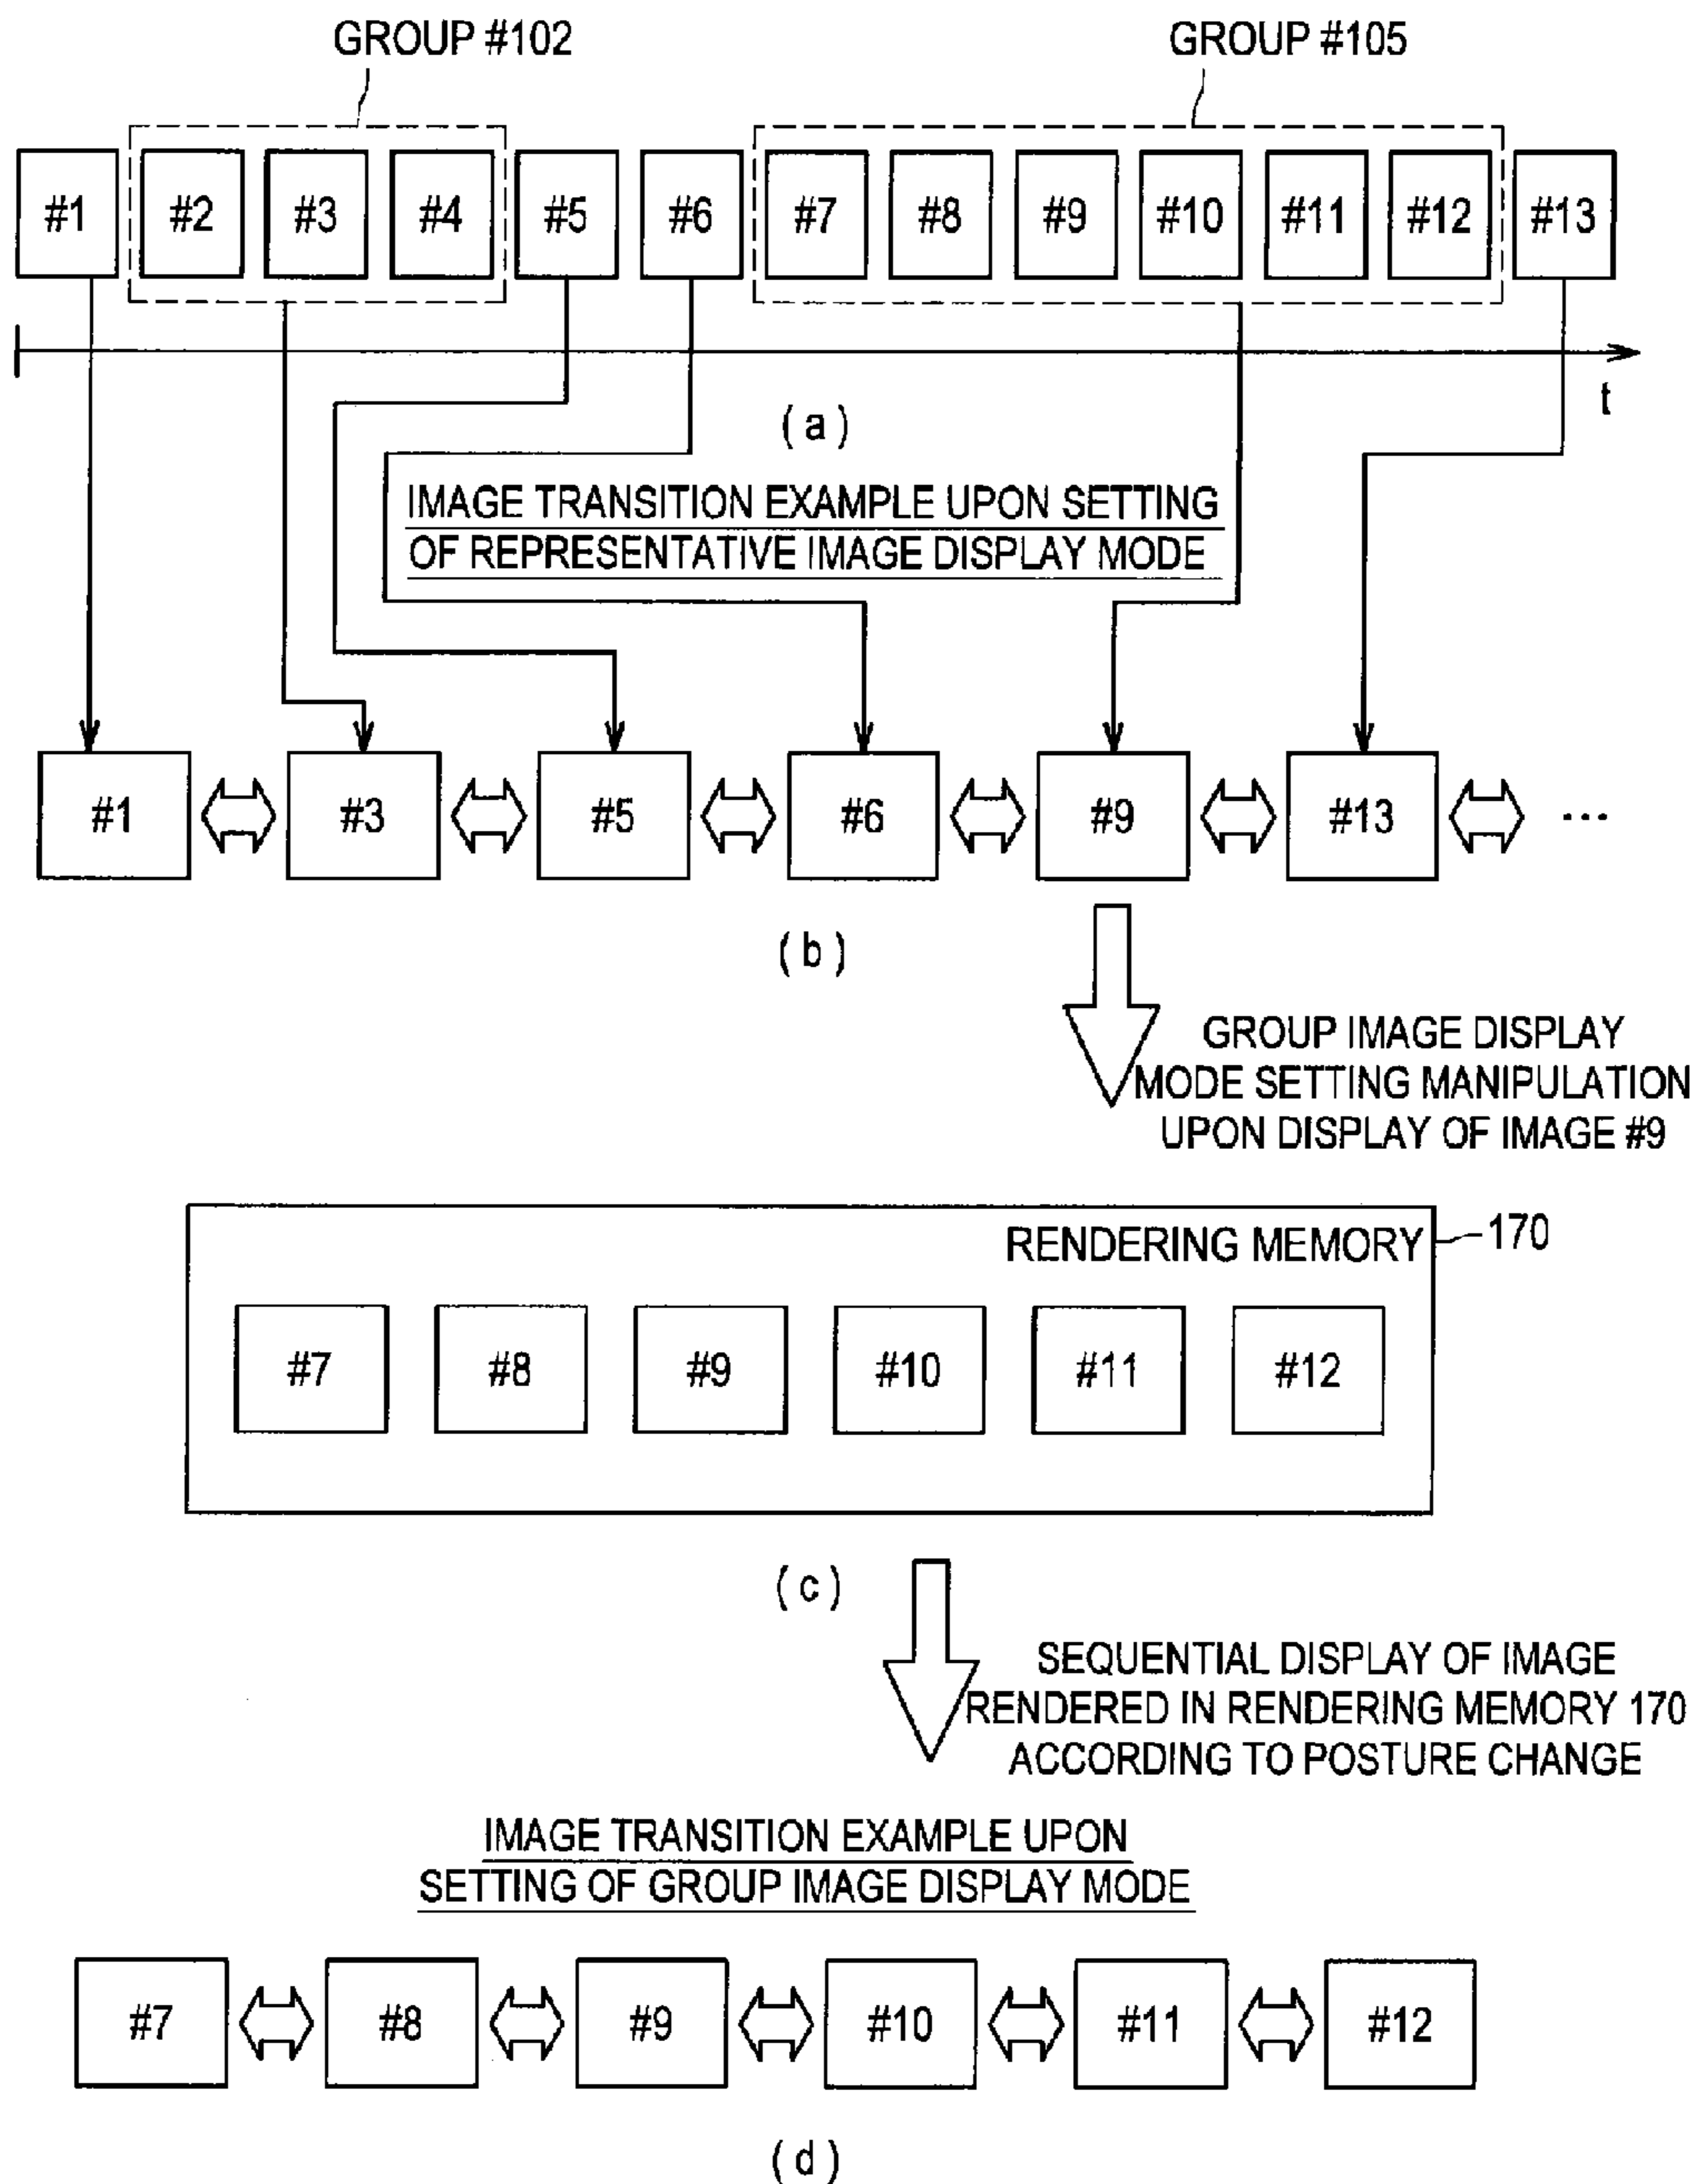 GROUP #102 GROUP #105
#1 #2 #3 #4 #5 #6 #7 #8 #9 #10 #11 #12 #13
t
(a)
IMAGE TRANSITION EXAMPLE UPON SETTING
OF REPRESENTATIVE IMAGE DISPLAY MODE
#1 #3 #5 #6 #9 #13 ...
(b)
GROUP IMAGE DISPLAY
MODE SETTING MANIPULATION
UPON DISPLAY OF IMAGE #9
RENDERING MEMORY 170
#7 #8 #9 #10 #11 #12
(c)
SEQUENTIAL DISPLAY OF IMAGE
RENDERED IN RENDERING MEMORY 170
ACCORDING TO POSTURE CHANGE
IMAGE TRANSITION EXAMPLE UPON
SETTING OF GROUP IMAGE DISPLAY MODE
#7 #8 #9 #10 #11 #12
(d)